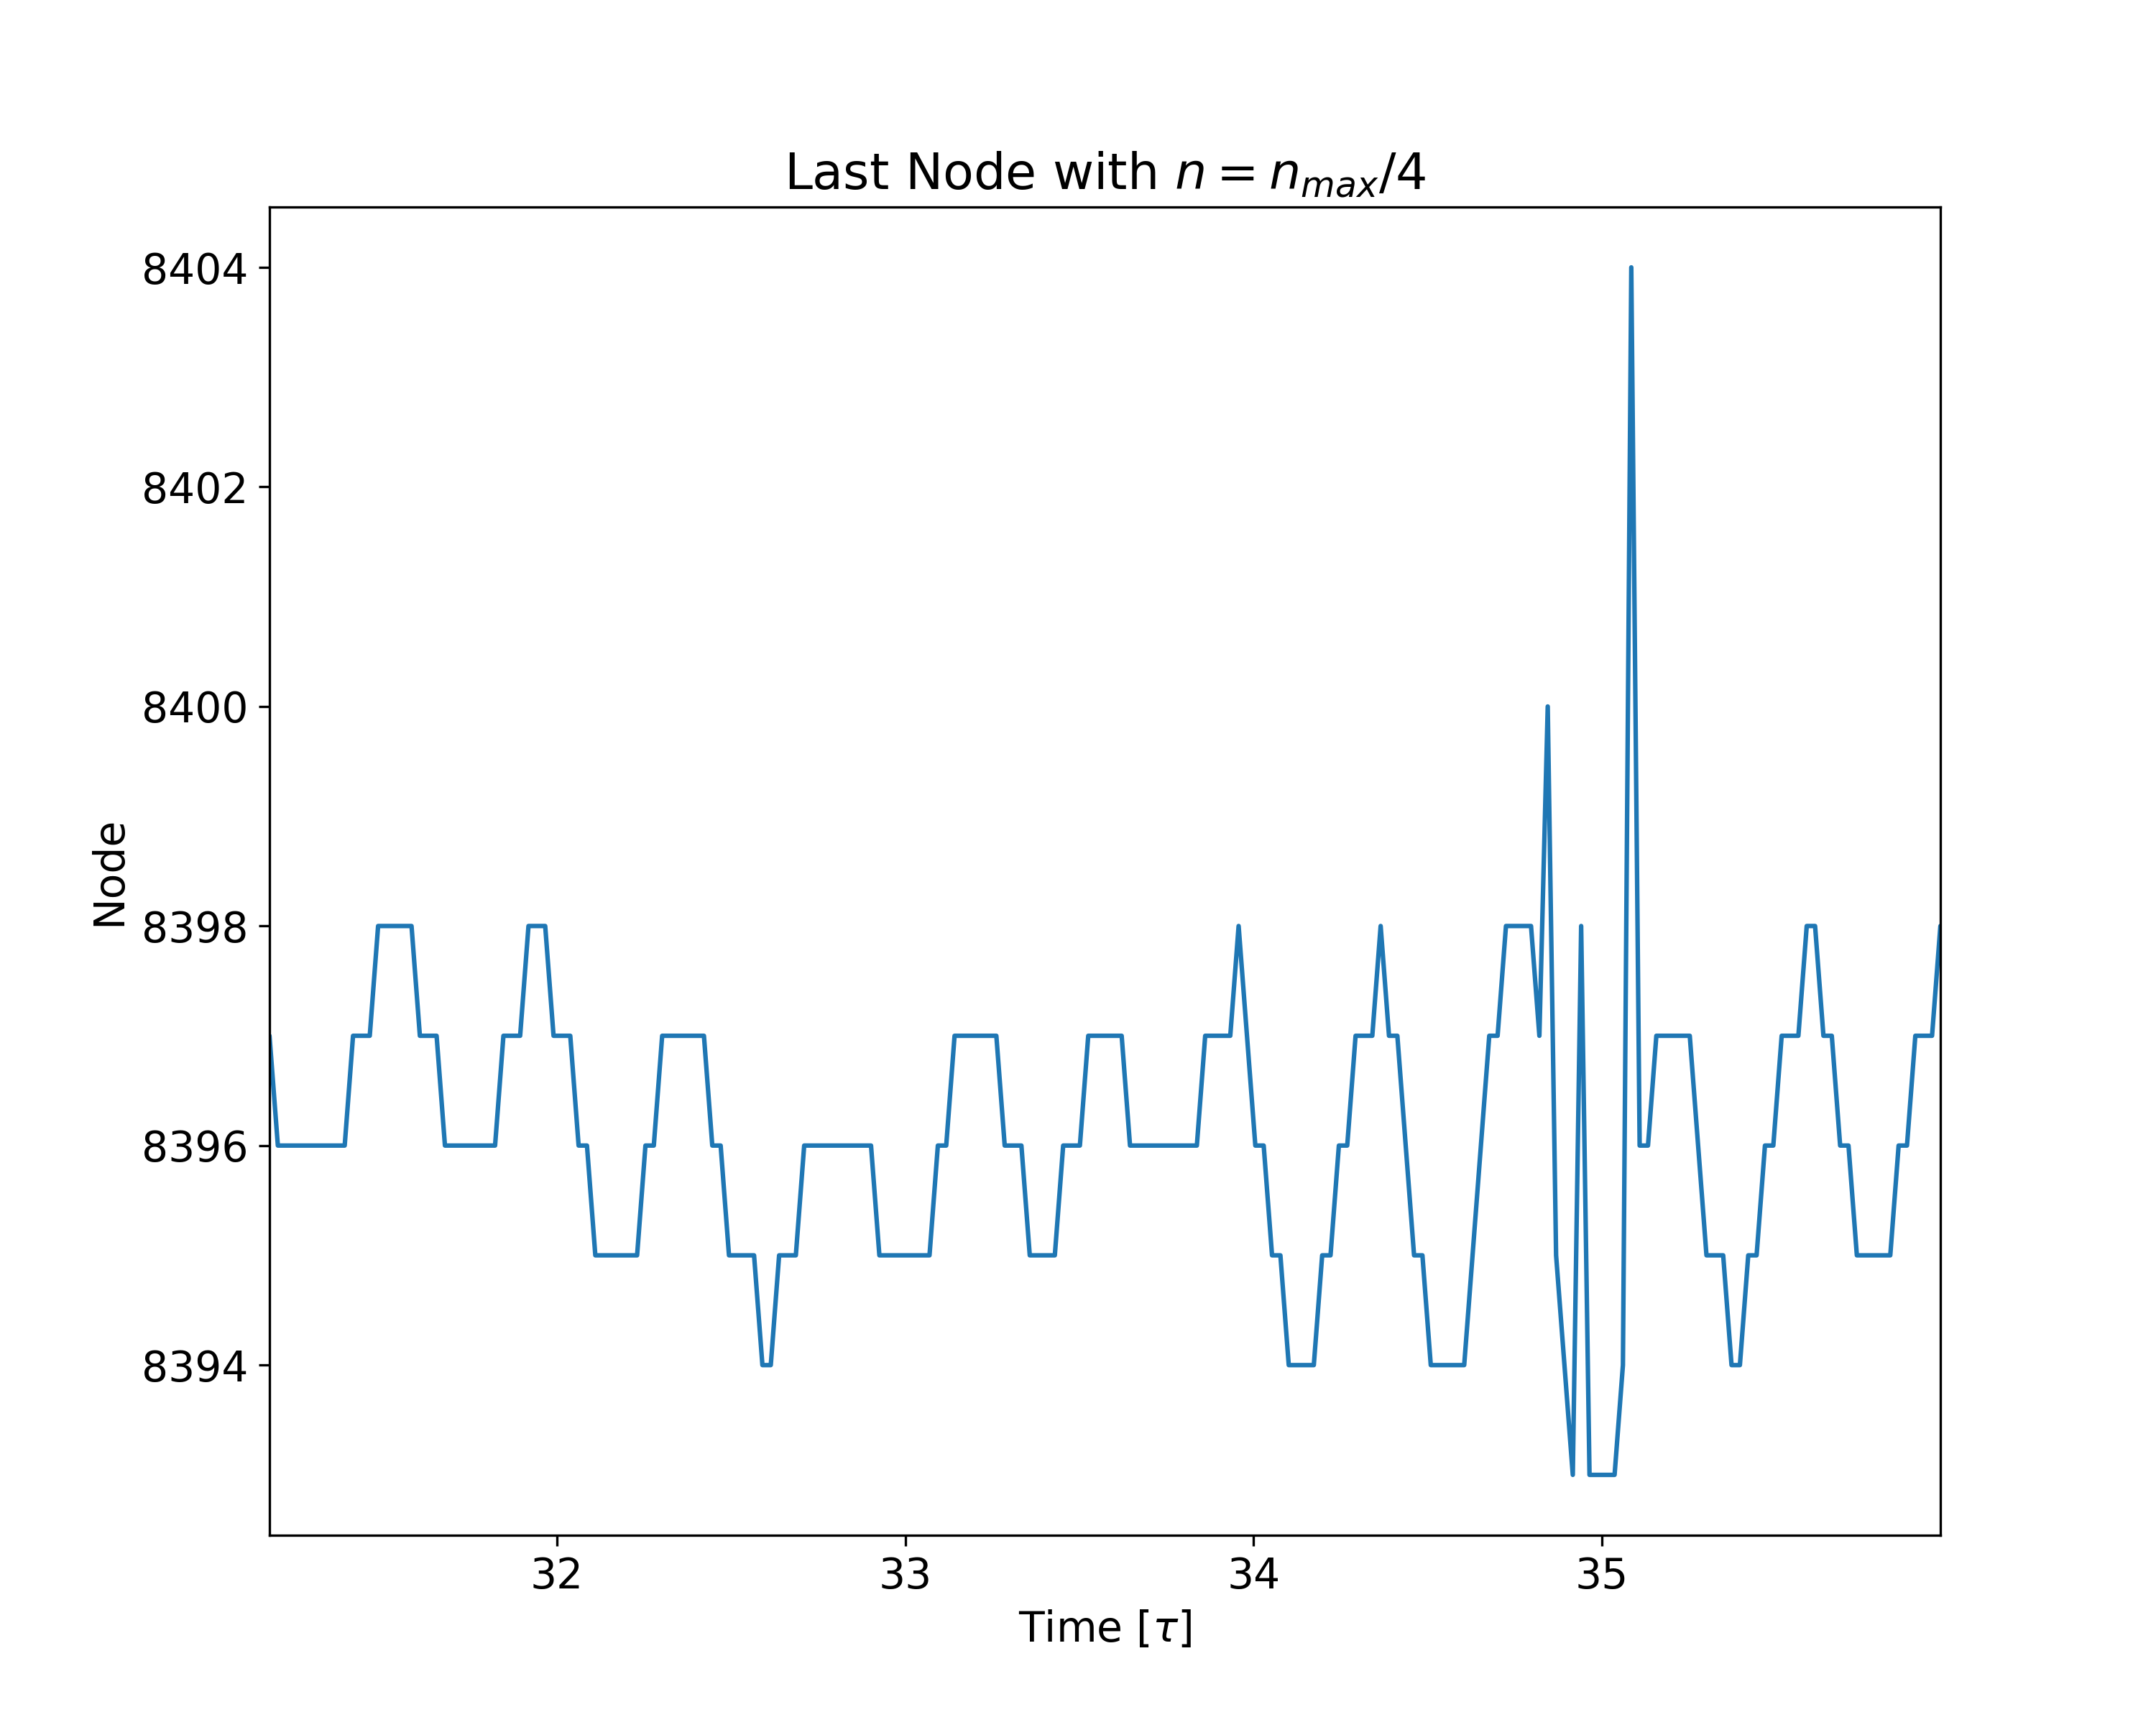 Last Node with n = n_max/4
8404
8402
8400
8398
8396
8394
Node
32 33 34 35
Time [τ]